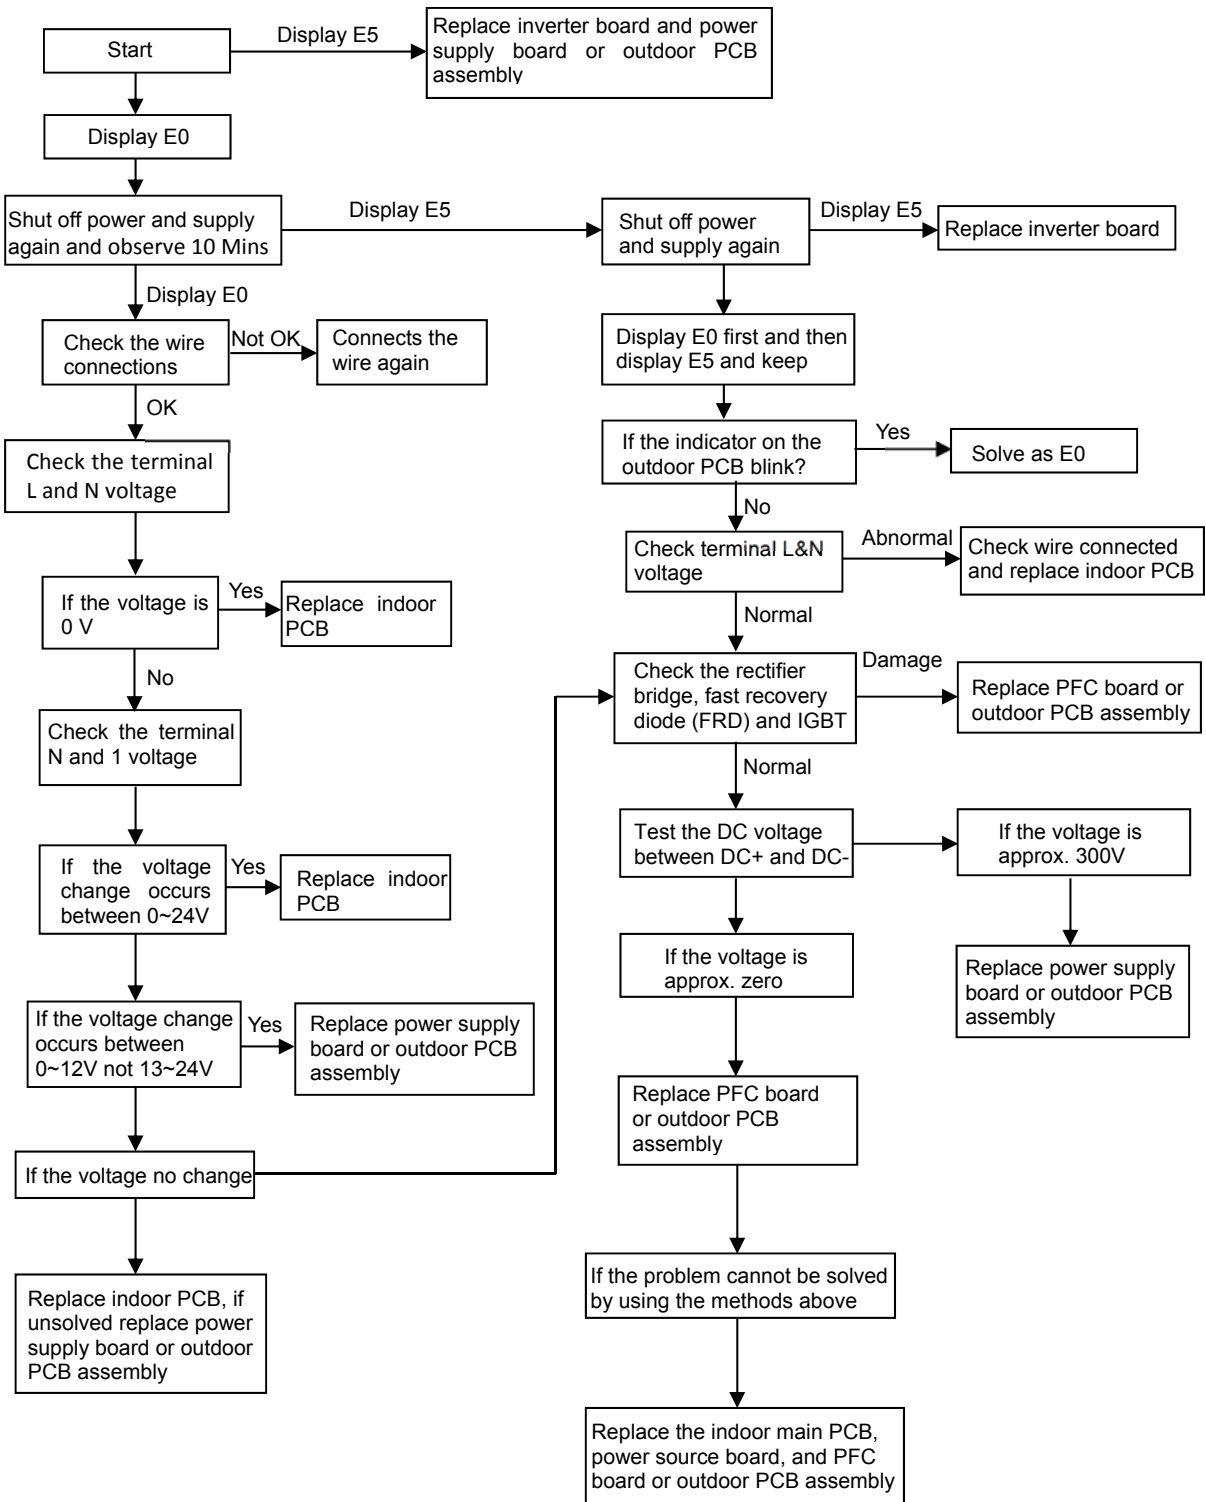 Start
Display E5
Replace inverter board and power
supply board or outdoor PCB
assembly
Display E0
Shut off power and supply
again and observe 10 Mins
Display E5
Shut off power
and supply again
Display E5
Replace inverter board
Display E0
Check the wire
connections
Not OK
Connects the
wire again
Display E0 first and then
display E5 and keep
OK
Check the terminal
L and N voltage
If the indicator on the
outdoor PCB blink?
Yes
Solve as E0
No
Check terminal L&N
voltage
Abnormal
Check wire connected
and replace indoor PCB
If the voltage is
0 V
Yes
Replace indoor
PCB
Normal
No
Check the rectifier
bridge, fast recovery
diode (FRD) and IGBT
Damage
Replace PFC board or
outdoor PCB assembly
Check the terminal
N and 1 voltage
Normal
Test the DC voltage
between DC+ and DC-
If the voltage is
approx. 300V
If the voltage
change occurs
between 0~24V
Yes
Replace indoor
PCB
If the voltage is
approx. zero
Replace power supply
board or outdoor PCB
assembly
If the voltage change
occurs between
0~12V not 13~24V
Yes
Replace power supply
board or outdoor PCB
assembly
Replace PFC board
or outdoor PCB
assembly
If the voltage no change
If the problem cannot be solved
by using the methods above
Replace indoor PCB, if
unsolved replace power
supply board or outdoor
PCB assembly
Replace the indoor main PCB,
power source board, and PFC
board or outdoor PCB assembly